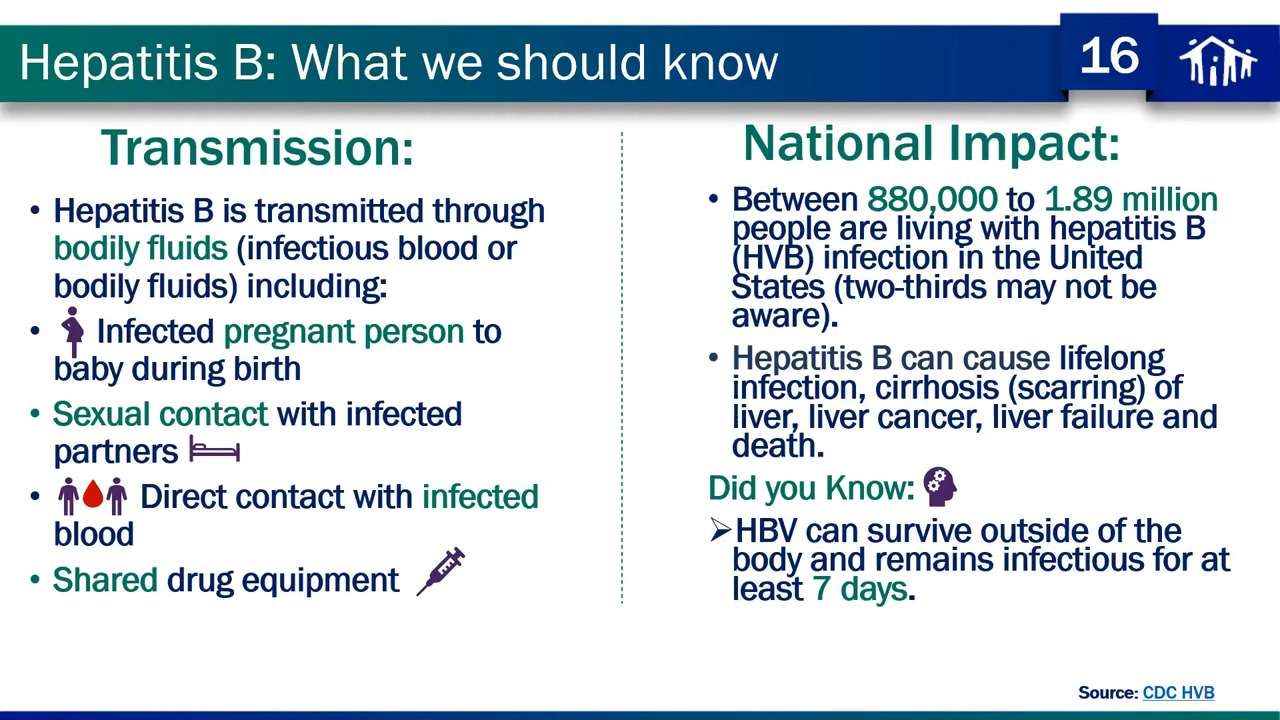 Hepatitis B: What we should know
16
Transmission:
• Hepatitis B is transmitted through
bodily fluids (infectious blood or
bodily fluids) including:
• Infected pregnant person to
baby during birth
• Sexual contact with infected
partners
• Direct contact with infected
blood
• Shared drug equipment
National Impact:
• Between 880,000 to 1.89 million
people are living with hepatitis B
(HVB) infection in the United
States (two-thirds may not be
aware).
• Hepatitis B can cause lifelong
infection, cirrhosis (scarring) of
liver, liver cancer, liver failure and
death.
Did you Know:
➢HBV can survive outside of the
body and remains infectious for at
least 7 days.
Source: CDC HVB